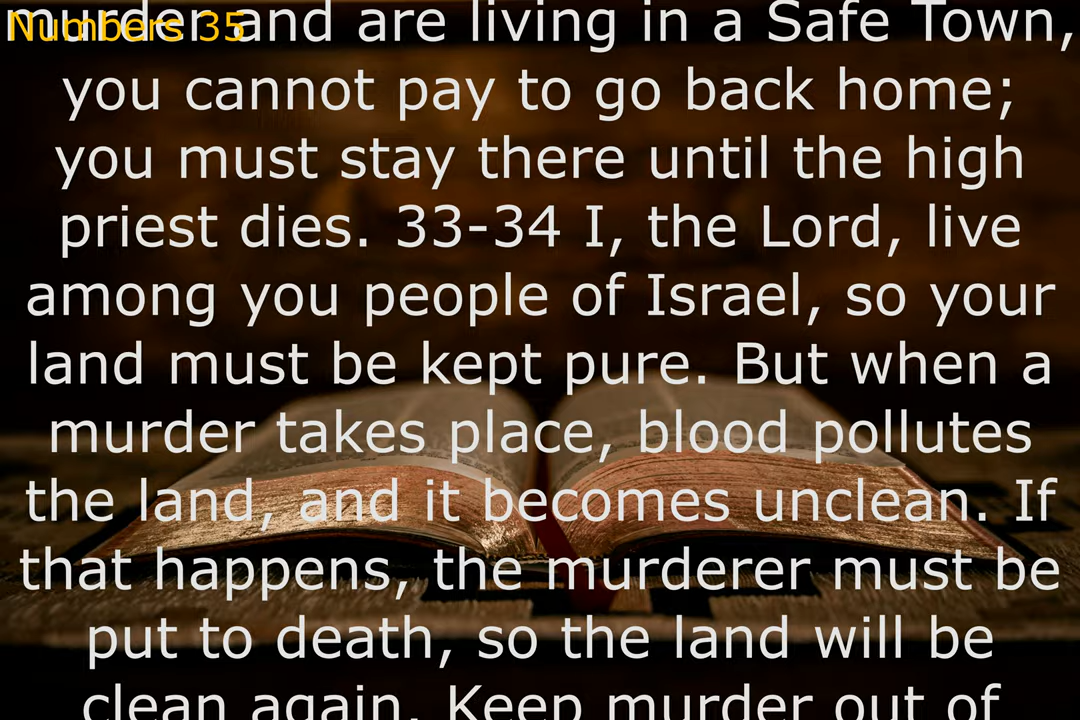 Numbers 35
murder and are living in a Safe Town,
you cannot pay to go back home;
you must stay there until the high
priest dies. 33-34 I, the Lord, live
among you people of Israel, so your
land must be kept pure. But when a
murder takes place, blood pollutes
the land, and it becomes unclean. If
that happens, the murderer must be
put to death, so the land will be
clean again. Keep murder out of